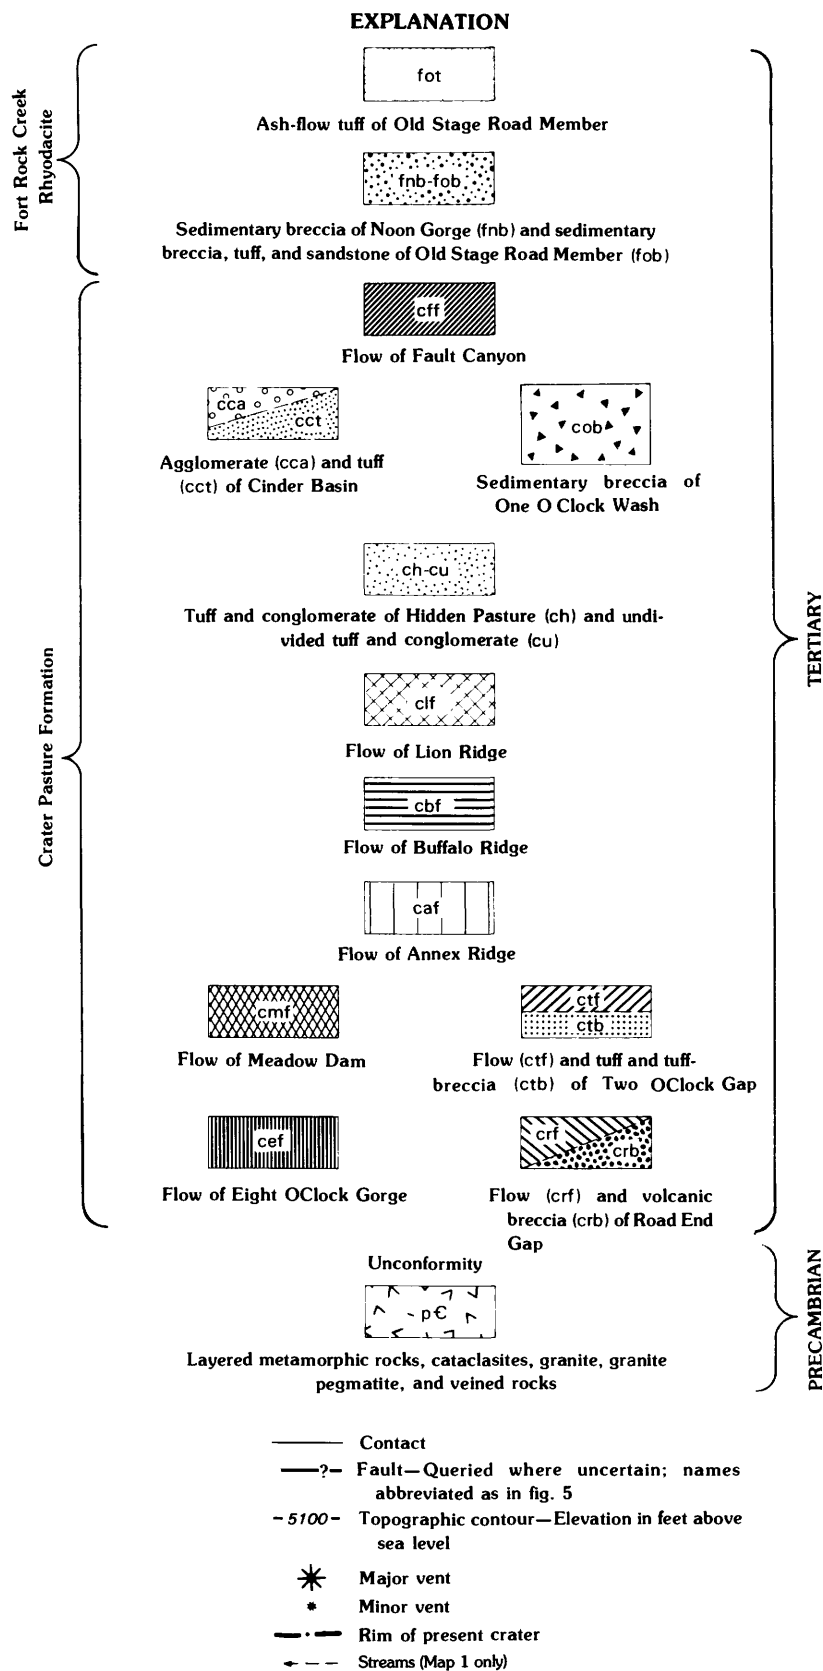 EXPLANATION
Fort Rock Creek
Rhyodacite
fot
Ash-flow tuff of Old Stage Road Member
fnb-fob
Sedimentary breccia of Noon Gorge (fnb) and sedimentary
breccia, tuff, and sandstone of Old Stage Road Member (fob)
Crater Pasture Formation
cff
Flow of Fault Canyon
cca
cct
Agglomerate (cca) and tuff
(cct) of Cinder Basin
cob
Sedimentary breccia of
One O Clock Wash
ch-cu
Tuff and conglomerate of Hidden Pasture (ch) and undi-
vided tuff and conglomerate (cu)
clf
Flow of Lion Ridge
cbf
Flow of Buffalo Ridge
caf
Flow of Annex Ridge
cmf
Flow of Meadow Dam
ctf
ctb
Flow (ctf) and tuff and tuff-
breccia (ctb) of Two OClock Gap
cef
Flow of Eight OClock Gorge
crf
crb
Flow (crf) and volcanic
breccia (crb) of Road End
Gap
TERTIARY
Unconformity
p€
Layered metamorphic rocks, cataclasites, granite, granite
pegmatite, and veined rocks
PRECAMBRIAN
Contact
?
Fault—Queried where uncertain; names
abbreviated as in fig. 5
-5100-
Topographic contour—Elevation in feet above
sea level
Major vent
Minor vent
Rim of present crater
Streams (Map 1 only)